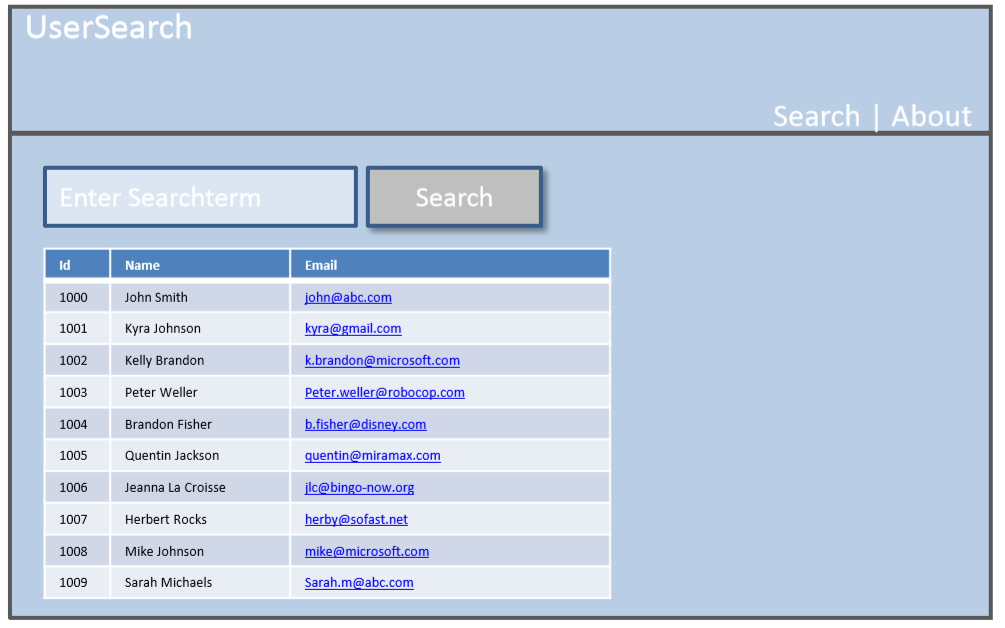 UserSearch
Search | About
Enter Searchterm
Search
Id Name Email
1000 John Smith john@abc.com
1001 Kyra Johnson kyra@gmail.com
1002 Kelly Brandon k.brandon@microsoft.com
1003 Peter Weller Peter.weller@robocop.com
1004 Brandon Fisher b.fisher@disney.com
1005 Quentin Jackson quentin@miramax.com
1006 Jeanna La Croisse jlc@bingo-now.org
1007 Herbert Rocks herby@sofast.net
1008 Mike Johnson mike@microsoft.com
1009 Sarah Michaels Sarah.m@abc.com